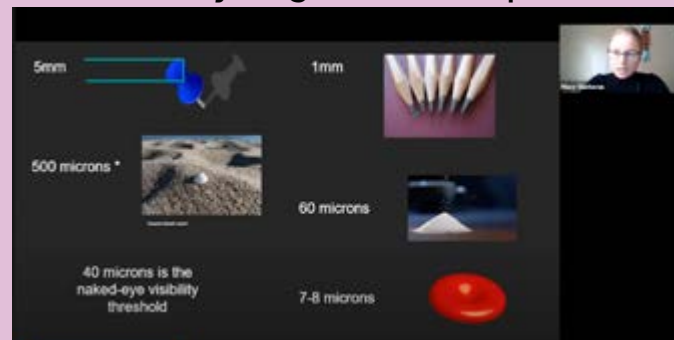 5mm
1mm
500 microns *
60 microns
40 microns is the
naked-eye visibility
threshold
7-8 microns